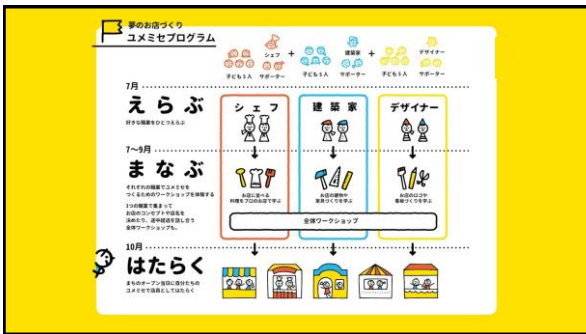 夢のお店づくり
ユメミセプログラム
シェフ
+
建築家
+
デザイナー
子ども5人
サポーター
子ども5人
サポーター
子ども5人
サポーター
7月
えらぶ
好きな職業をひとつえらぶ
シェフ
建築家
デザイナー
7〜9月
まなぶ
それぞれの職業でユメミセを
つくるためのワークショップを体験する
3つの職業で集まって
お店のコンセプトや店名を
決めたり、途中経過を話し合う
全体ワークショップも。
お店に並べる
料理をプロのお店で学ぶ
お店の建物や
家具づくりを学ぶ
お店のロゴや
看板づくりを学ぶ
全体ワークショップ
10月
はたらく
まちのオープン当日に自分たちの
ユメミセで店員としてはたらく